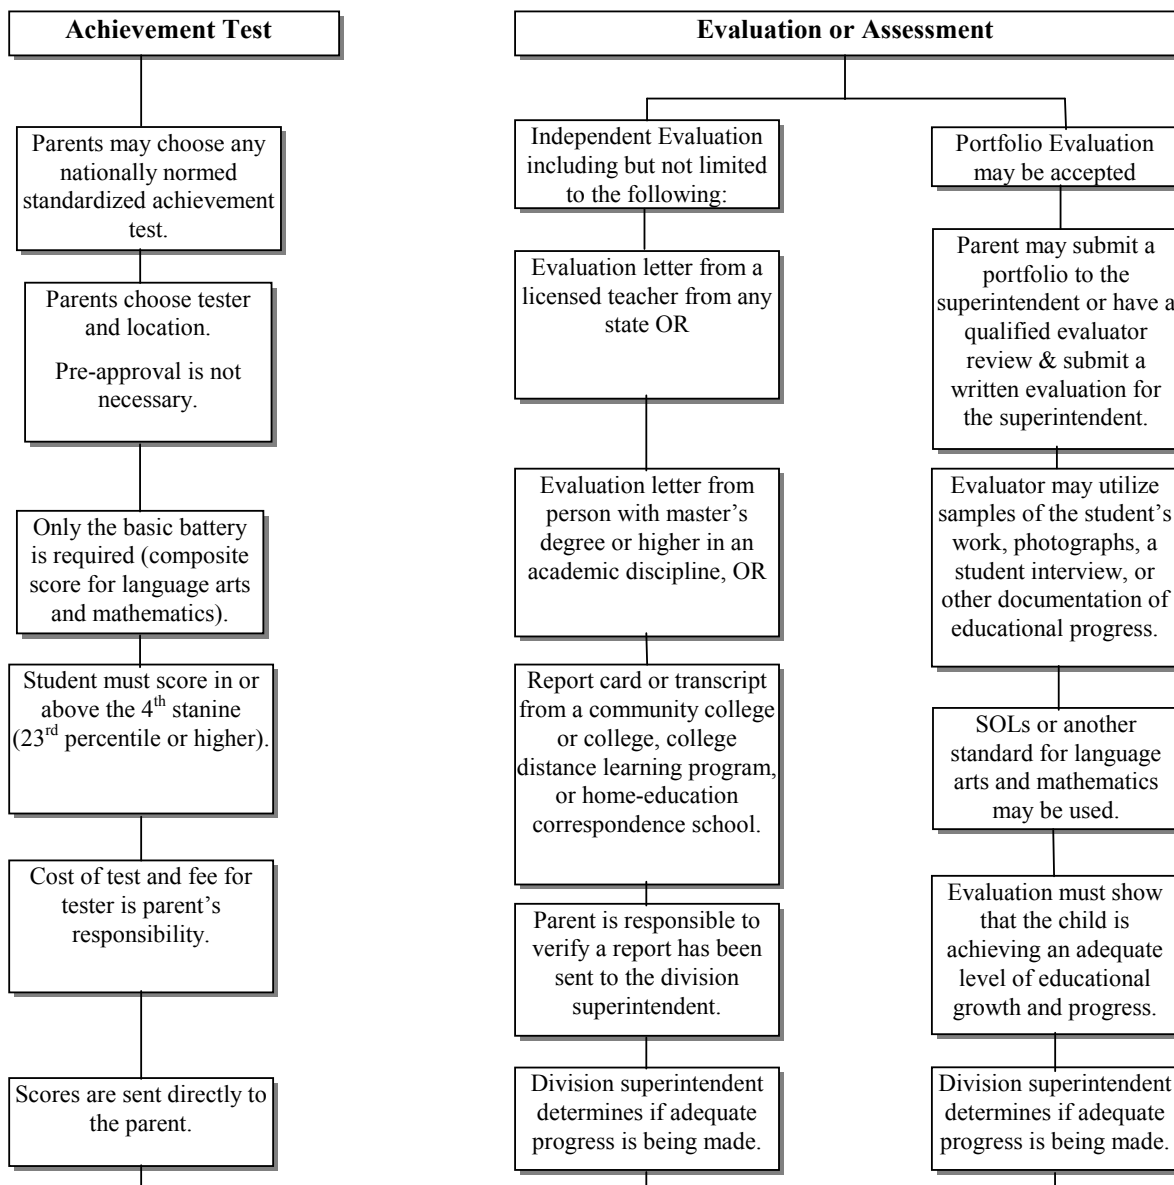 Achievement Test
Parents may choose any
nationally normed
standardized achievement
test.
Parents choose tester
and location.
Pre-approval is not
necessary.
Only the basic battery
is required (composite
score for language arts
and mathematics).
Student must score in or
above the 4th stanine
(23rd percentile or higher).
Cost of test and fee for
tester is parent’s
responsibility.
Scores are sent directly to
the parent.
Evaluation or Assessment
Independent Evaluation
including but not limited
to the following:
Evaluation letter from a
licensed teacher from any
state OR
Evaluation letter from
person with master’s
degree or higher in an
academic discipline, OR
Report card or transcript
from a community college
or college, college
distance learning program,
or home-education
correspondence school.
Parent is responsible to
verify a report has been
sent to the division
superintendent.
Division superintendent
determines if adequate
progress is being made.
Portfolio Evaluation
may be accepted
Parent may submit a
portfolio to the
superintendent or have a
qualified evaluator
review & submit a
written evaluation for
the superintendent.
Evaluator may utilize
samples of the student’s
work, photographs, a
student interview, or
other documentation of
educational progress.
SOLs or another
standard for language
arts and mathematics
may be used.
Evaluation must show
that the child is
achieving an adequate
level of educational
growth and progress.
Division superintendent
determines if adequate
progress is being made.